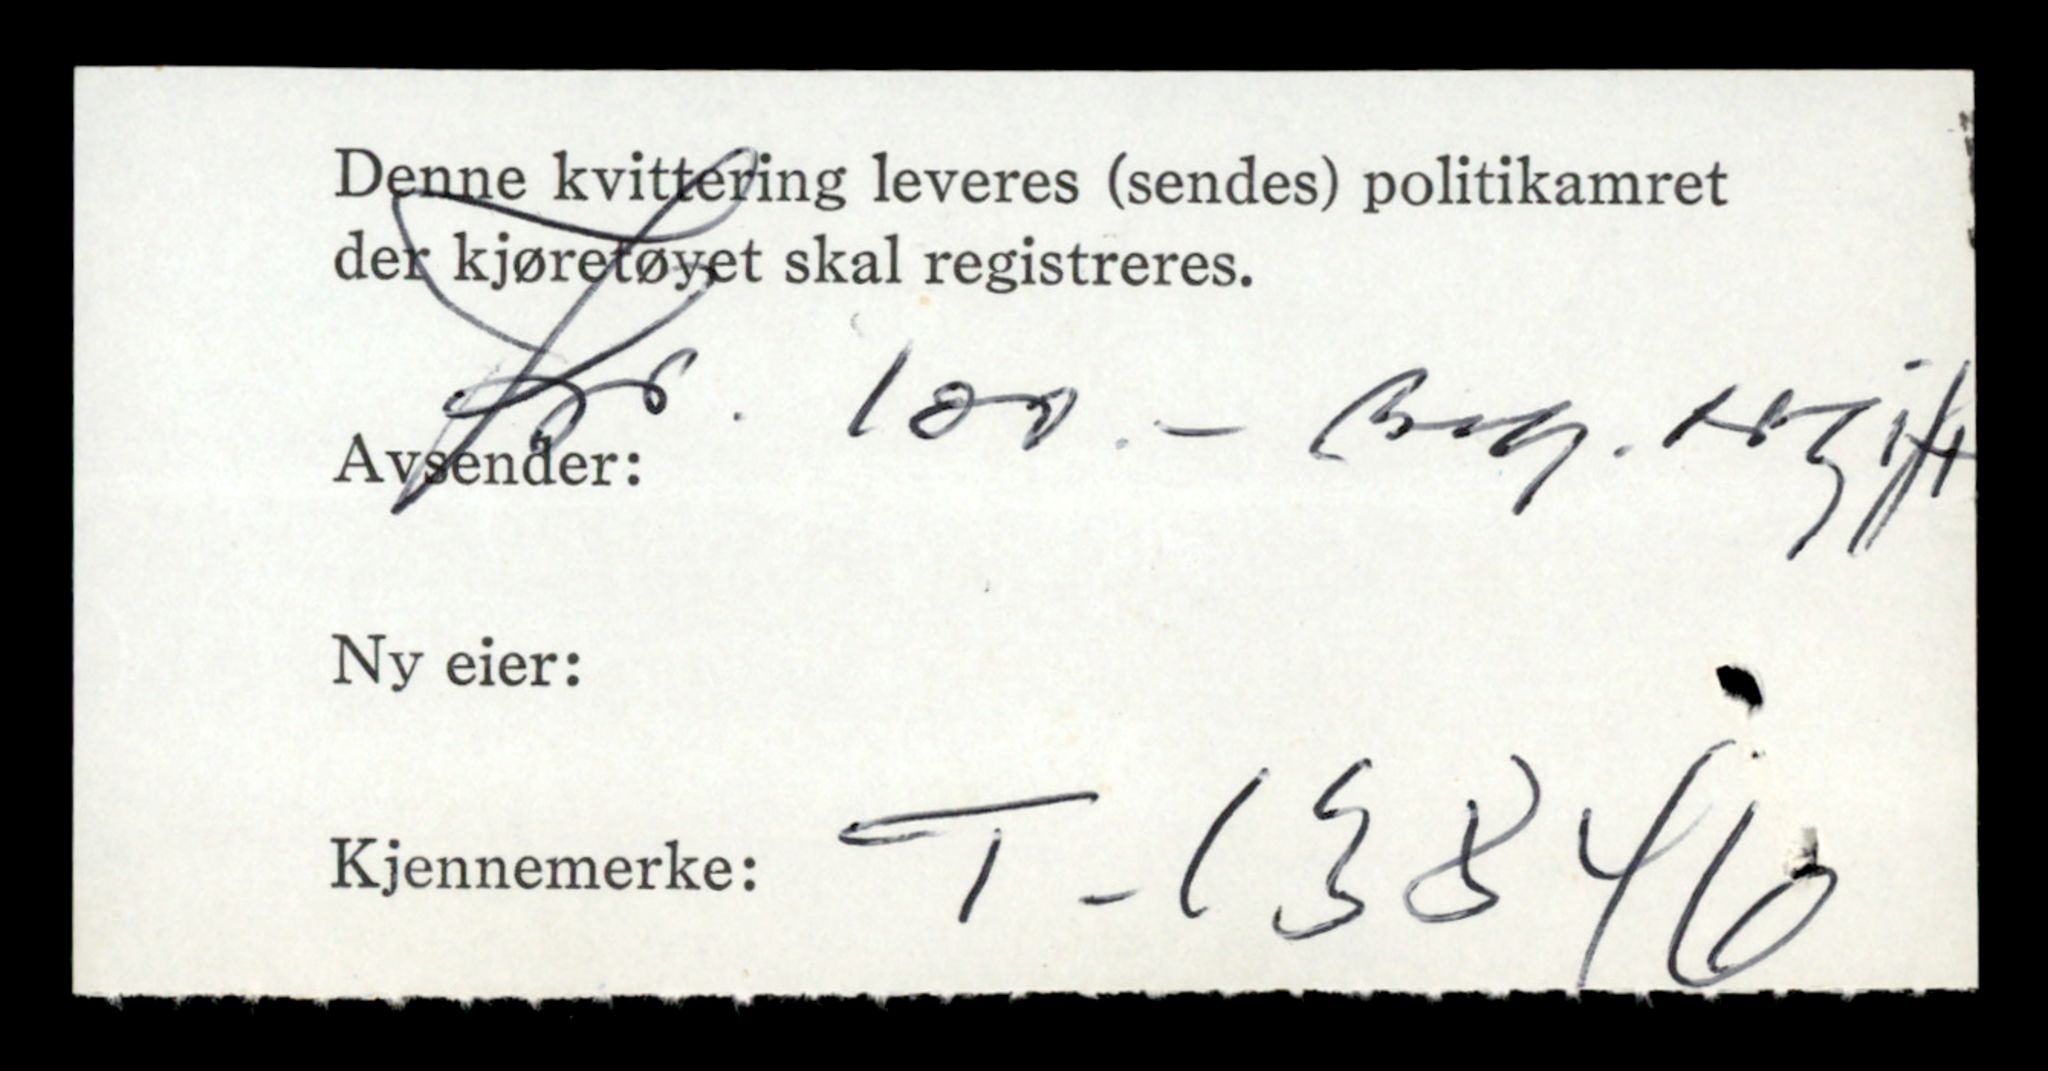 Denne kvittering leveres (sendes) politikamret
der kjøretøyet skal registreres.
kr. 100.-
Avsender:
Ny eier:
Kjennemerke: T-13846